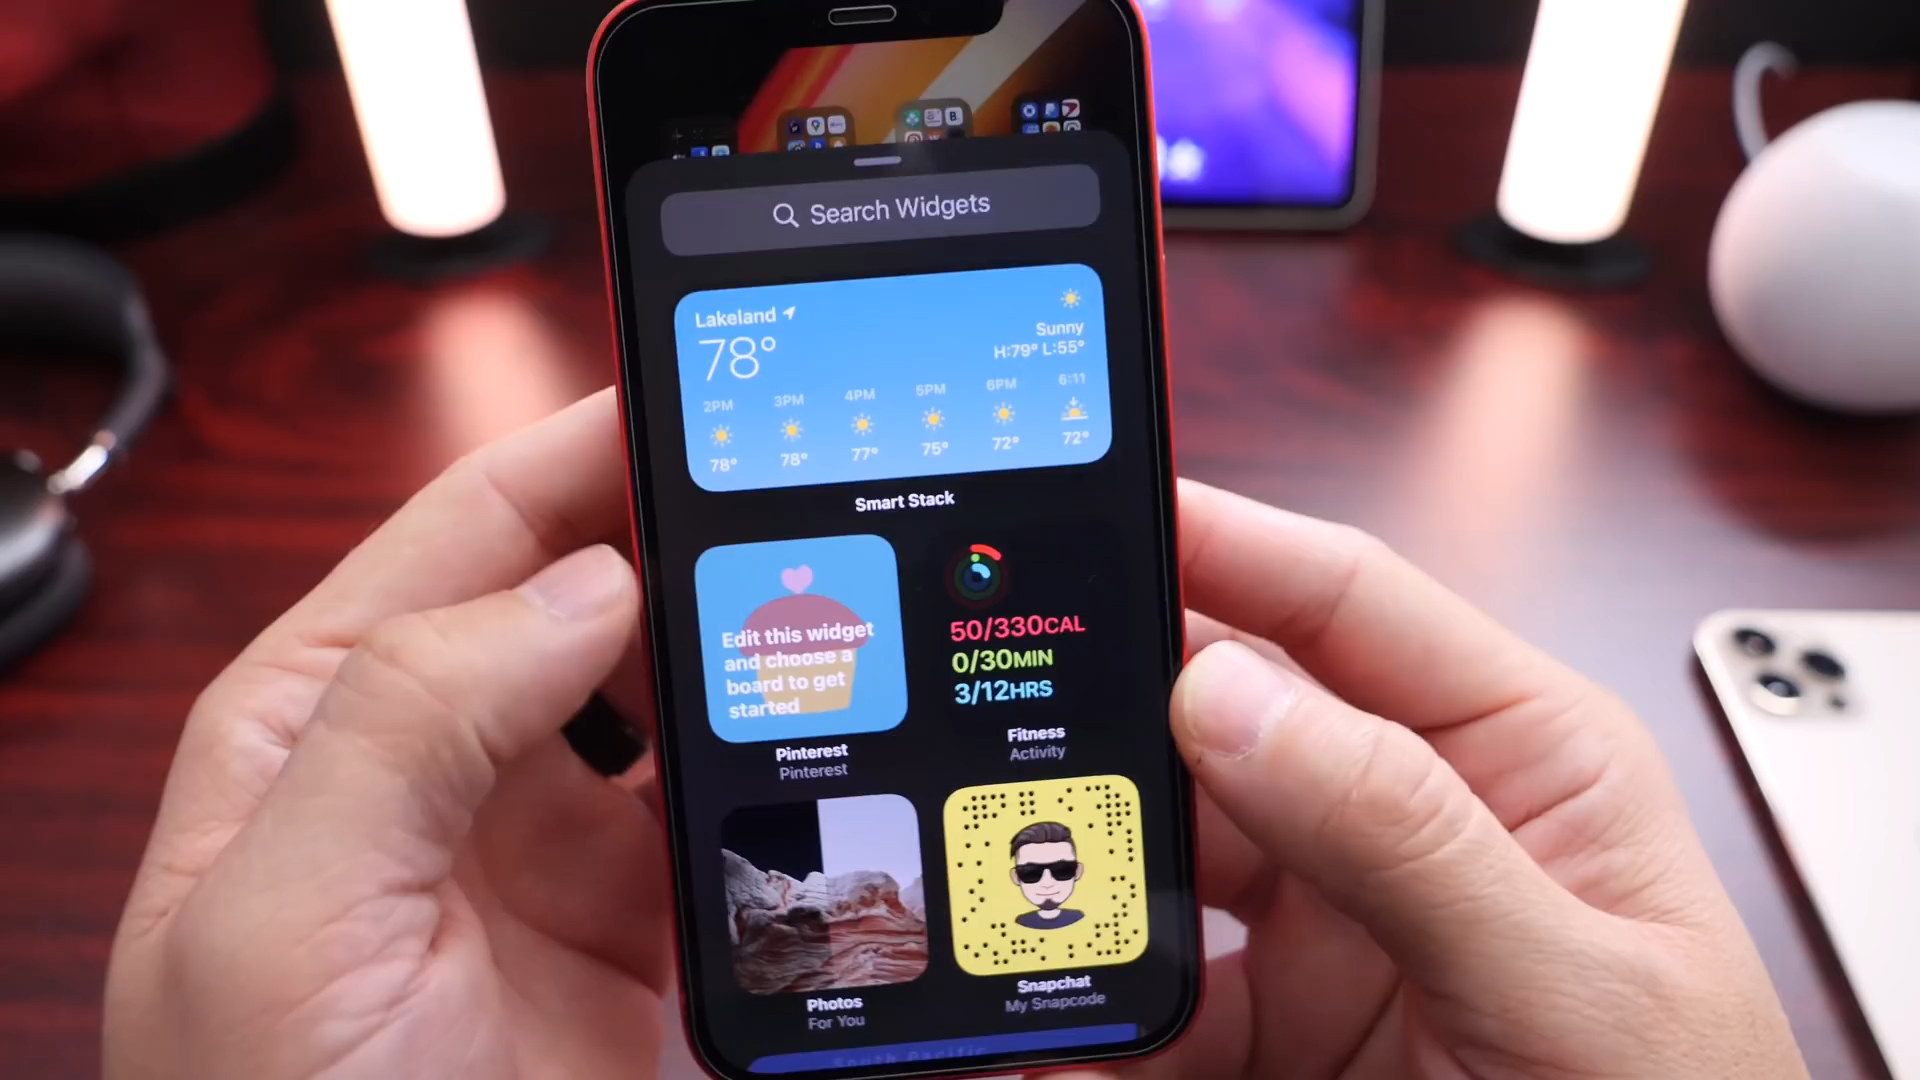 Search Widgets
Lakeland
78°
Sunny
H:79° L:55°
2PM 3PM 4PM 5PM 6PM 6:11
78° 78° 77° 75° 72° 72°
Smart Stack
Edit this widget
and choose a
board to get
started
Pinterest
Pinterest
50/330CAL
0/30MIN
3/12HRS
Fitness
Activity
Photos
For You
Snapchat
My Snapcode
South Pacific